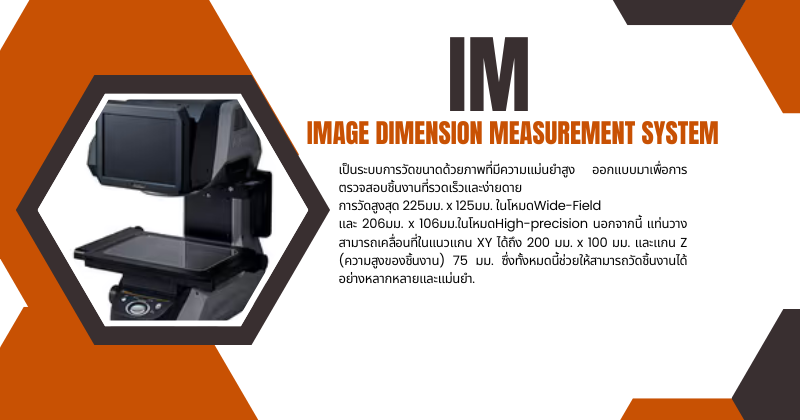 IM
IMAGE DIMENSION MEASUREMENT SYSTEM
เป็นระบบการวัดขนาดด้วยภาพที่มีความแม่นยำสูง ออกแบบมาเพื่อการ
ตรวจสอบชิ้นงานที่รวดเร็วและง่ายดาย
การวัดสูงสุด 225มม. x 125มม. ในโหมดWide-Field
และ 206มม. x 106มม.ในโหมดHigh-precision นอกจากนี้ แท่นวาง
สามารถเคลื่อนที่ในแนวแกน XY ได้ถึง 200 มม. x 100 มม. และแกน Z
(ความสูงของชิ้นงาน) 75 มม. ซึ่งทั้งหมดนี้ช่วยให้สามารถวัดชิ้นงานได้
อย่างหลากหลายและแม่นยำ.